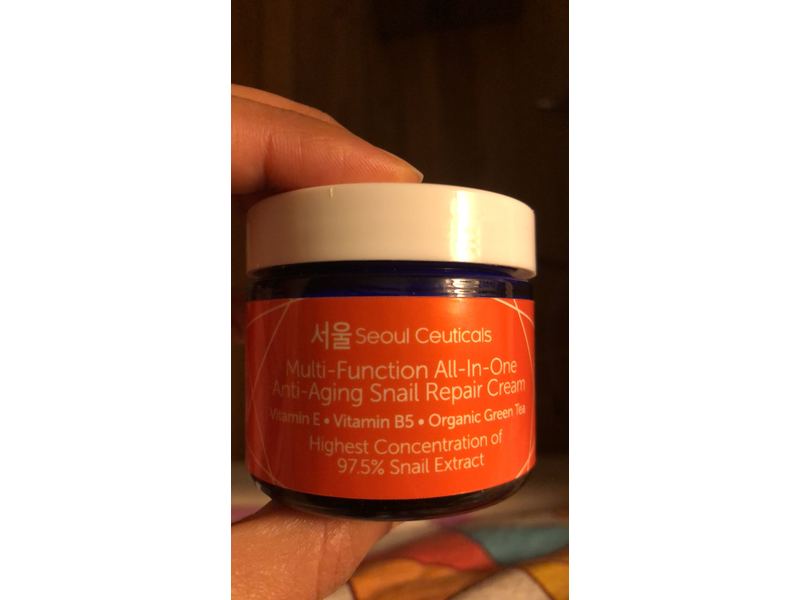 서울 Seoul Ceuticals
Multi-Function All-In-One
Anti-Aging Snail Repair Cream
Vitamin E • Vitamin B5 • Organic Green Tea
Highest Concentration of
97.5% Snail Extract